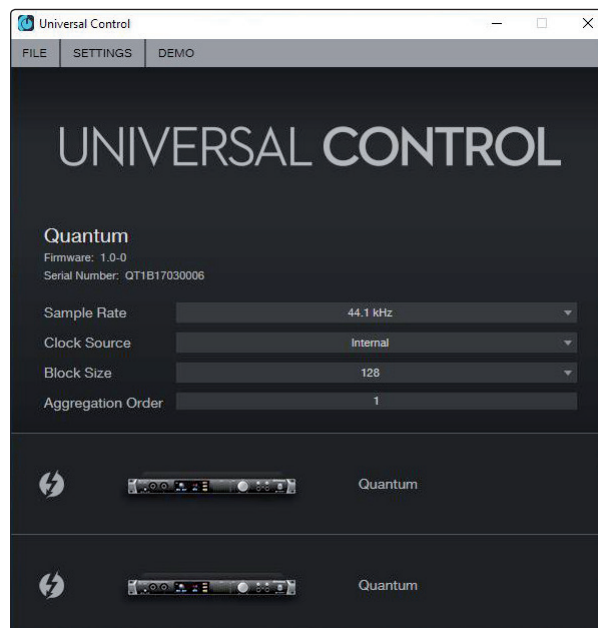 Universal Control
FILE SETTINGS DEMO
UNIVERSAL CONTROL
Quantum
Firmware: 1.0-0
Serial Number: QT1B17030006
Sample Rate 44.1 kHz
Clock Source Internal
Block Size 128
Aggregation Order 1
Quantum
Quantum